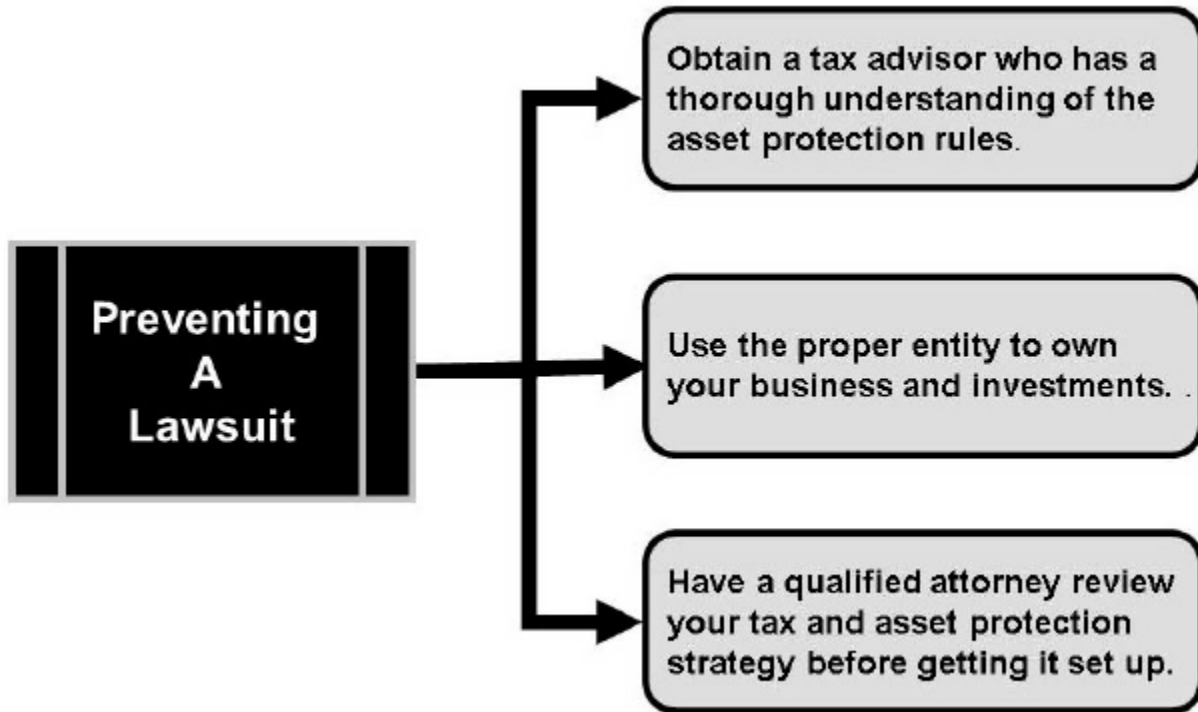 Preventing
A
Lawsuit
Obtain a tax advisor who has a
thorough understanding of the
asset protection rules.
Use the proper entity to own
your business and investments. .
Have a qualified attorney review
your tax and asset protection
strategy before getting it set up.